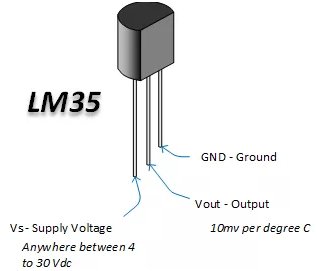 LM35
GND - Ground
Vout - Output
10mv per degree C
Vs - Supply Voltage
Anywhere between 4
to 30 Vdc